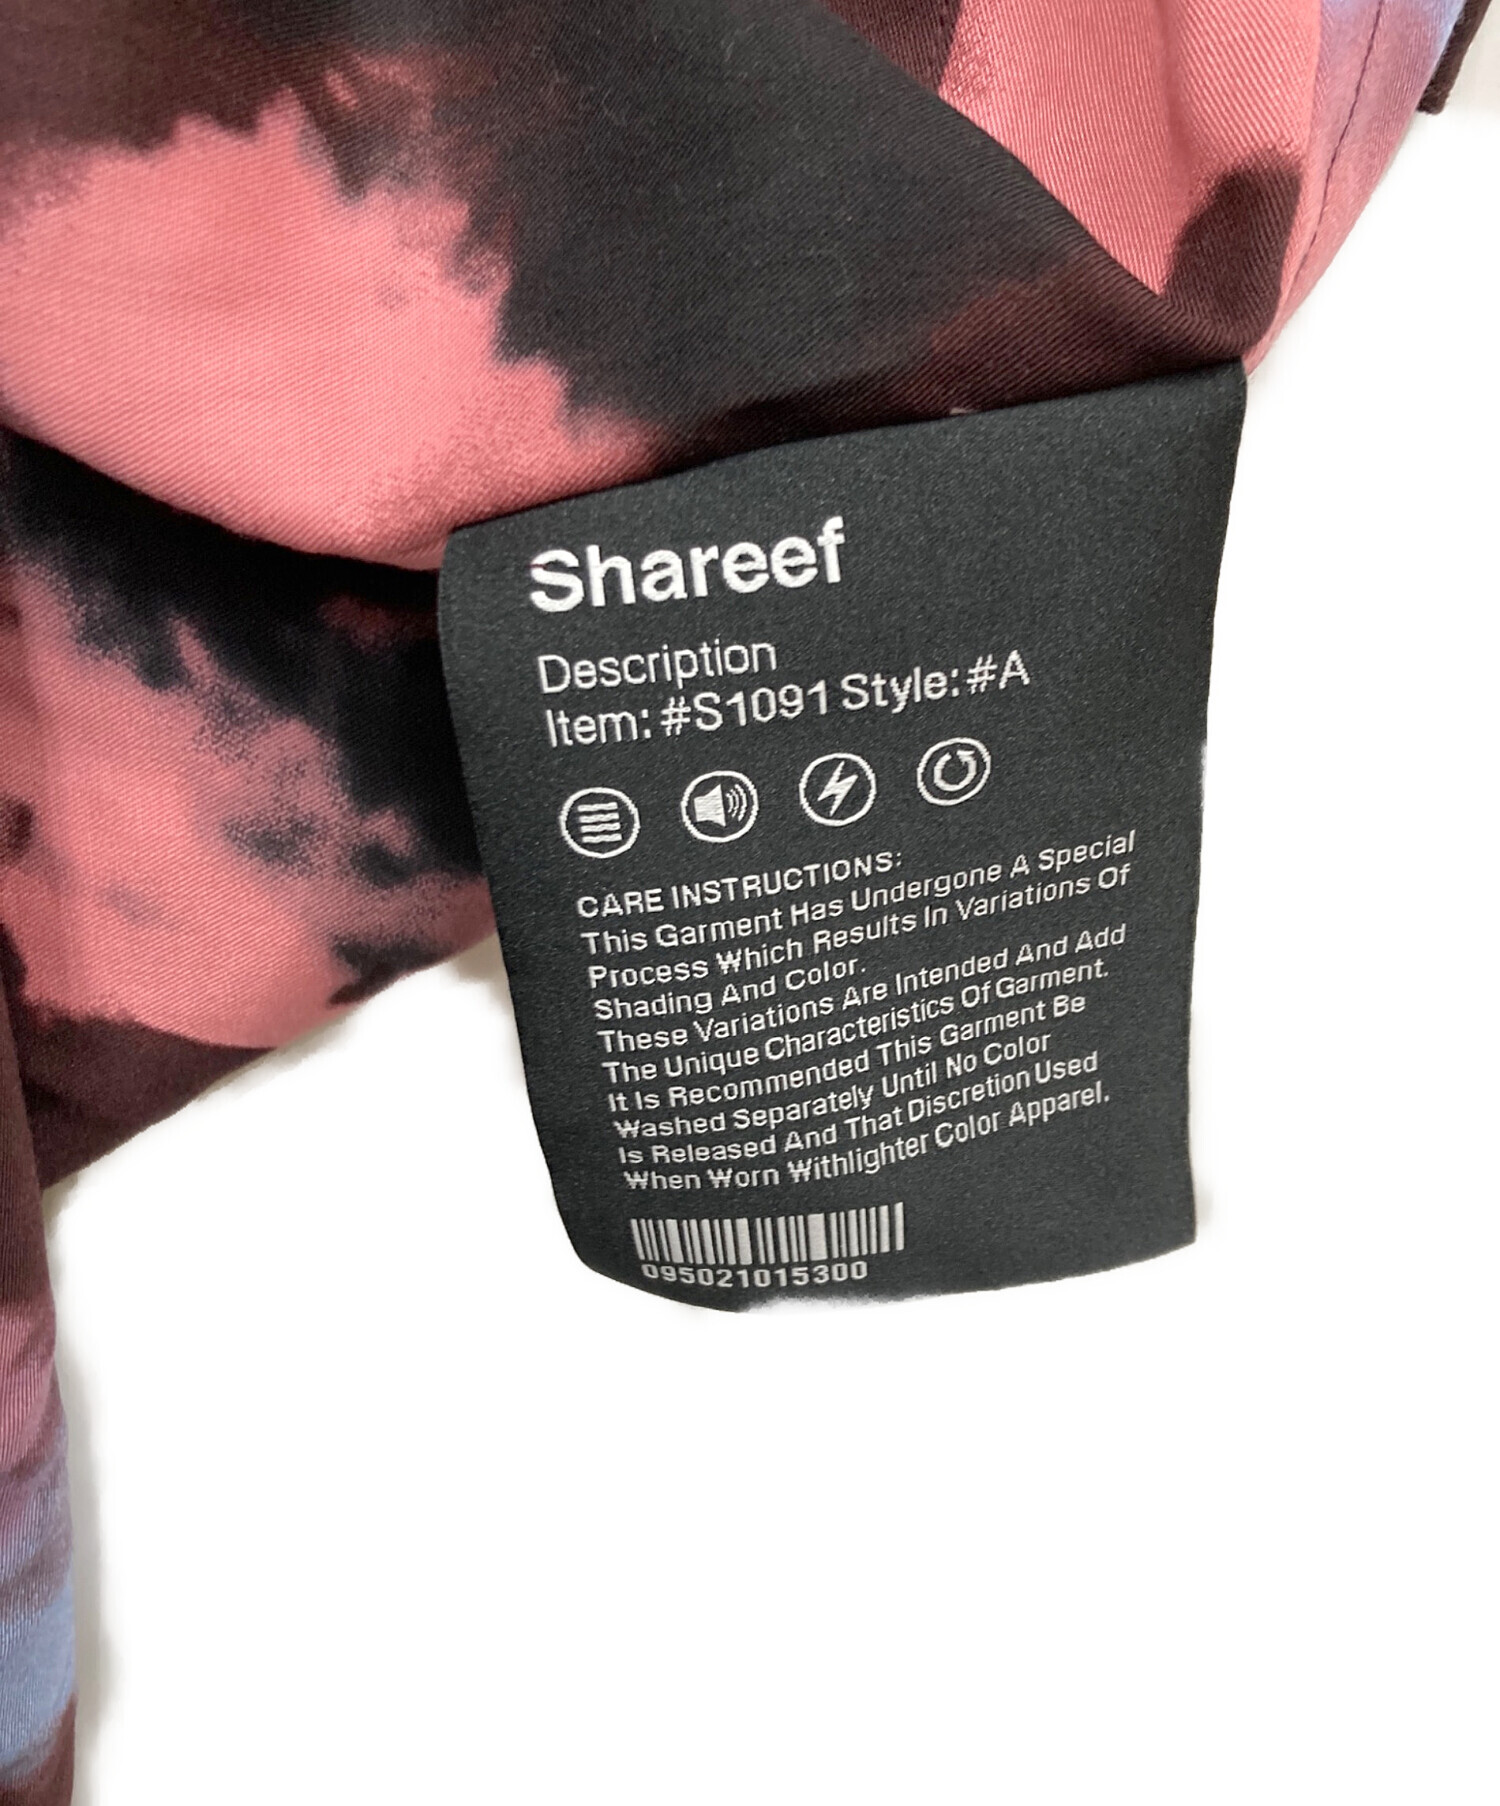 Shareef
Description
Item: #S1091 Style: #A
CARE INSTRUCTIONS:
This Garment Has Undergone A Special
Process Which Results In Variations Of
Shading And Color.
These Variations Are Intended And Add
The Unique Characteristics Of Garment.
It Is Recommended This Garment Be
Washed Separately Until No Color
Is Released And That Discretion Used
When Worn Withlighter Color Apparel.
095021015300